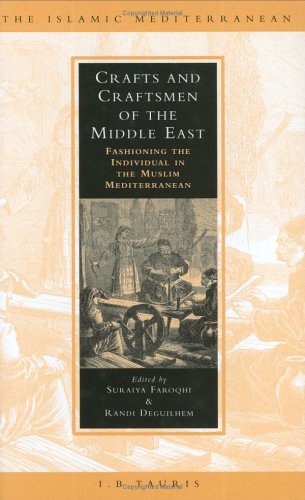 THE ISLAMIC MEDITERRANEAN
CRAFTS AND
CRAFTSMEN
OF THE
MIDDLE EAST
FASHIONING THE
INDIVIDUAL IN
THE MUSLIM
MEDITERRANEAN
Edited by
SURAIYA FAROQHI
&
RANDI DEGUILHEM
I.B.TAURIS